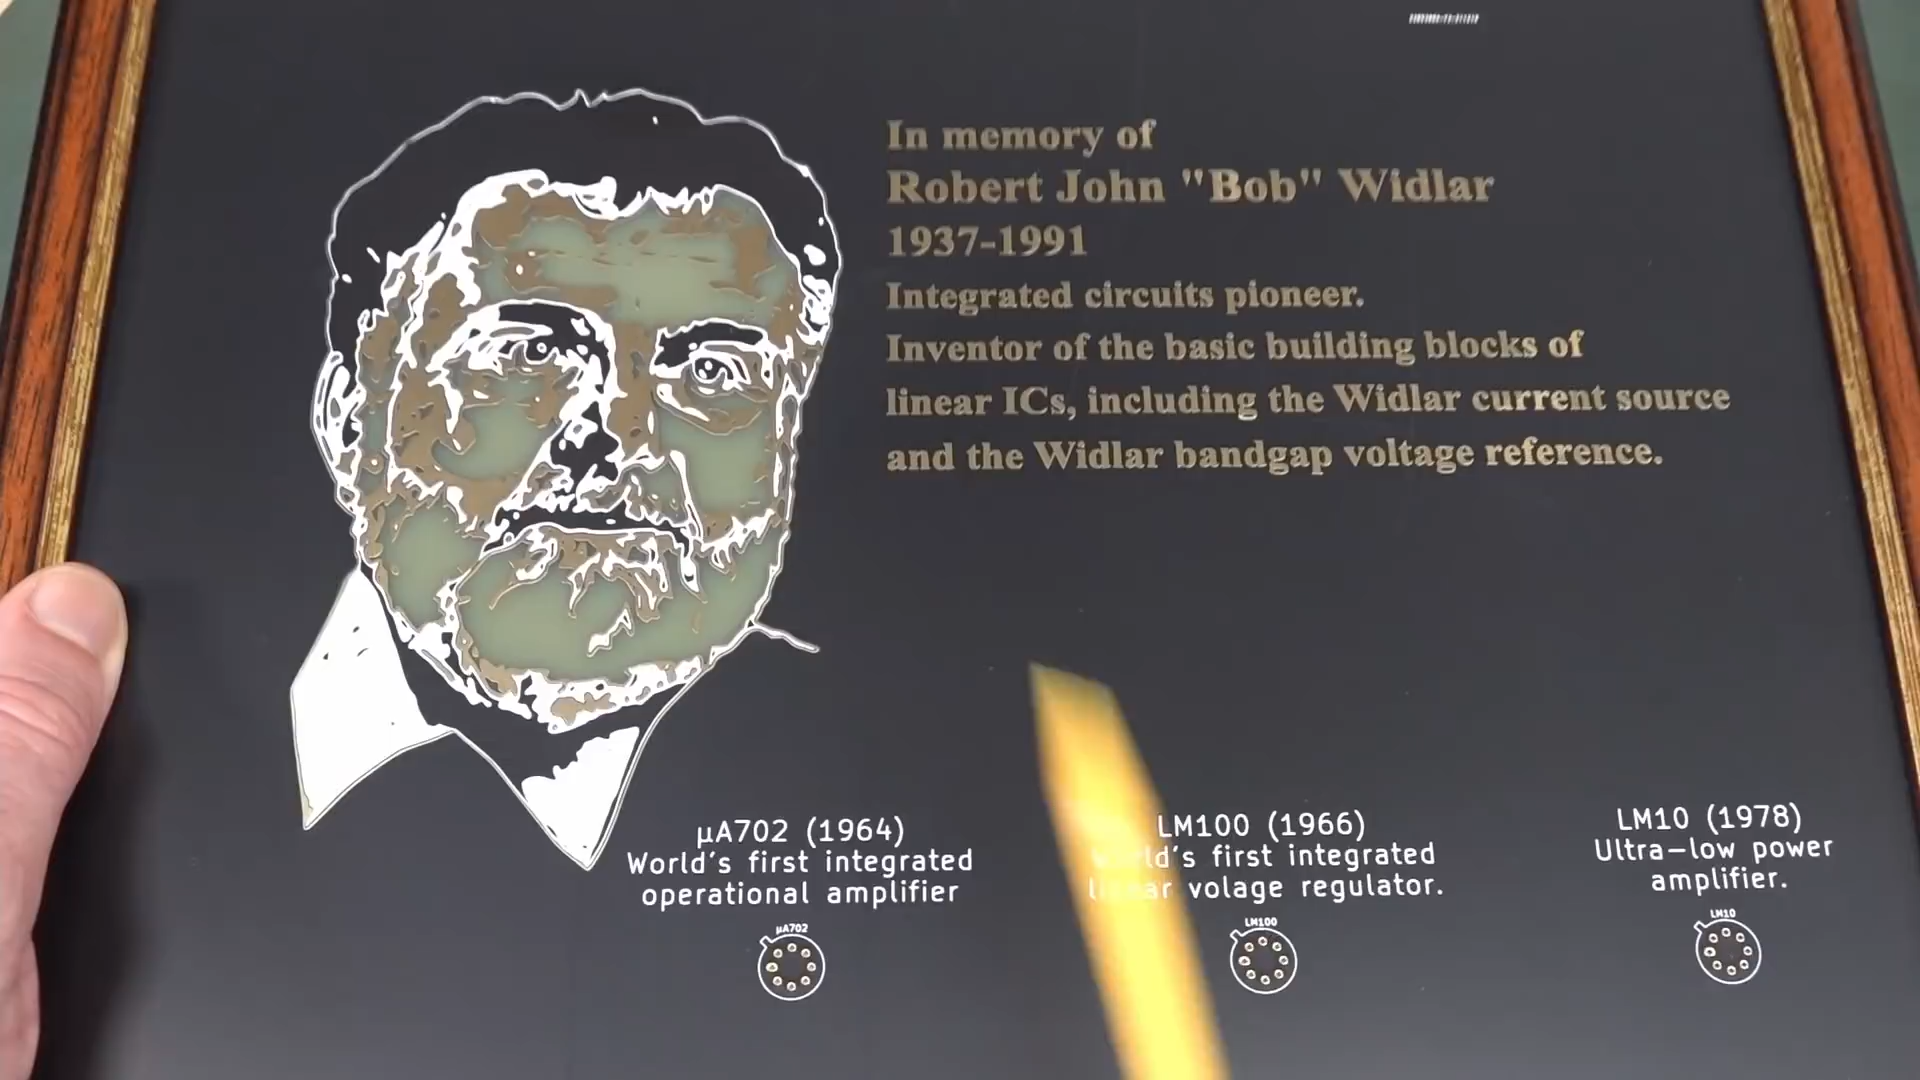 In memory of
Robert John "Bob" Widlar
1937-1991
Integrated circuits pioneer.
Inventor of the basic building blocks of
linear ICs, including the Widlar current source
and the Widlar bandgap voltage reference.
µA702 (1964)
World's first integrated
operational amplifier
µA702
LM100 (1966)
World's first integrated
linear volage regulator.
LM100
LM10 (1978)
Ultra-low power
amplifier.
LM10